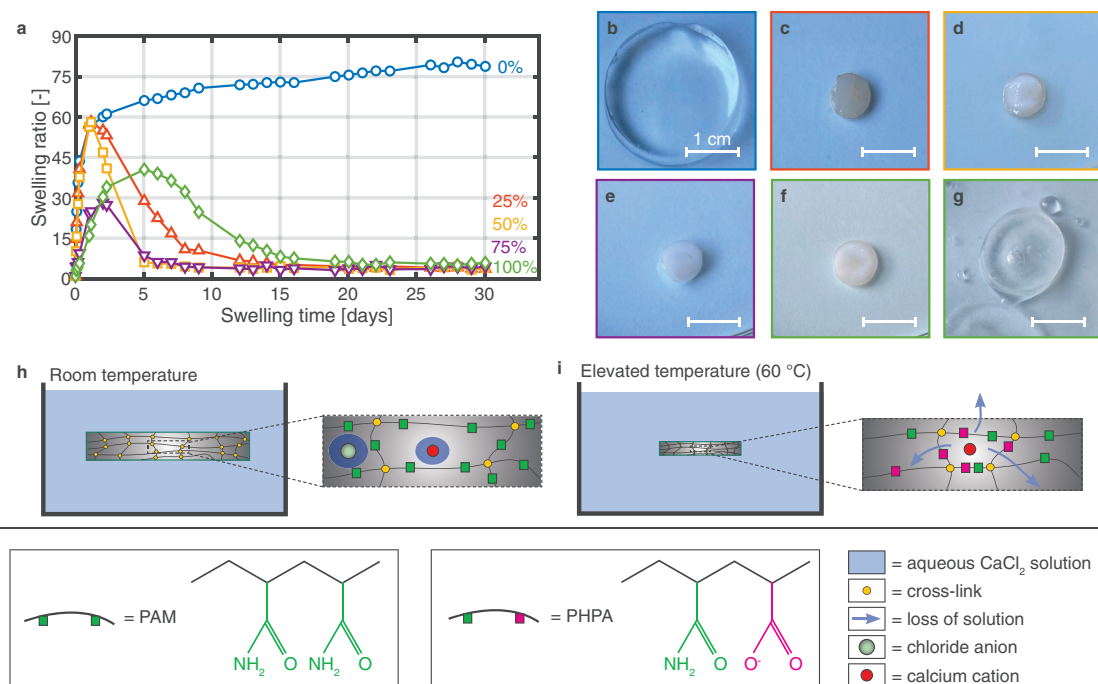 a
90
75
60
45
30
15
0
Swelling ratio [-]
0 5 10 15 20 25 30
Swelling time [days]
0%
25%
50%
75%
100%
b
1 cm
c
d
e
f
g
h Room temperature
i Elevated temperature (60 °C)
= PAM
NH2 O NH2 O
= PHPA
NH2 O O- O
= aqueous CaCl2 solution
= cross-link
= loss of solution
= chloride anion
= calcium cation